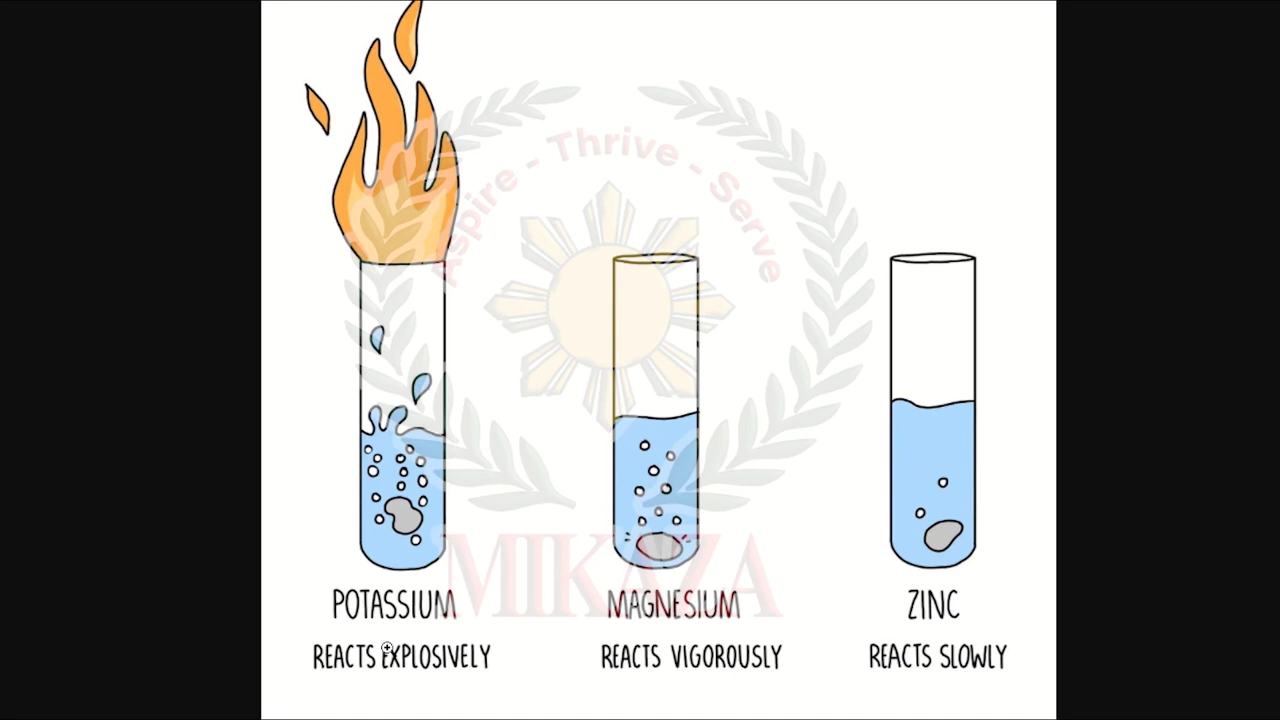 Aspire - Thrive - Serve
MIKAZA
POTASSIUM
REACTS EXPLOSIVELY
MAGNESIUM
REACTS VIGOROUSLY
ZINC
REACTS SLOWLY